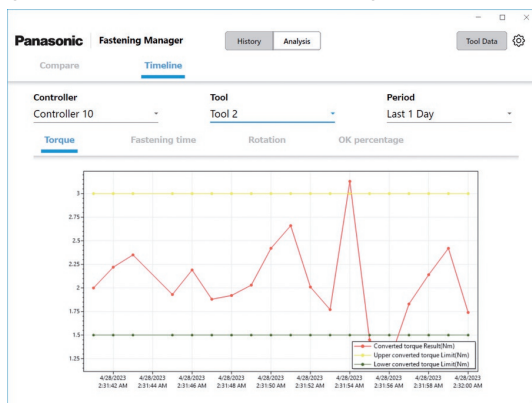 Panasonic Fastening Manager History Analysis Tool Data
Compare Timeline
Controller Tool Period
Controller 10 Tool 2 Last 1 Day
Torque Fastening time Rotation OK percentage
3
2.75
2.5
2.25
2
1.75
1.5
1.25
Converted torque Result(Nm)
Upper converted torque Limit(Nm)
Lower converted torque Limit(Nm)
4/28/2023 4/28/2023 4/28/2023 4/28/2023 4/28/2023 4/28/2023 4/28/2023 4/28/2023 4/28/2023 4/28/2023
2:31:42 AM 2:31:44 AM 2:31:46 AM 2:31:48 AM 2:31:50 AM 2:31:52 AM 2:31:54 AM 2:31:56 AM 2:31:58 AM 2:32:00 AM